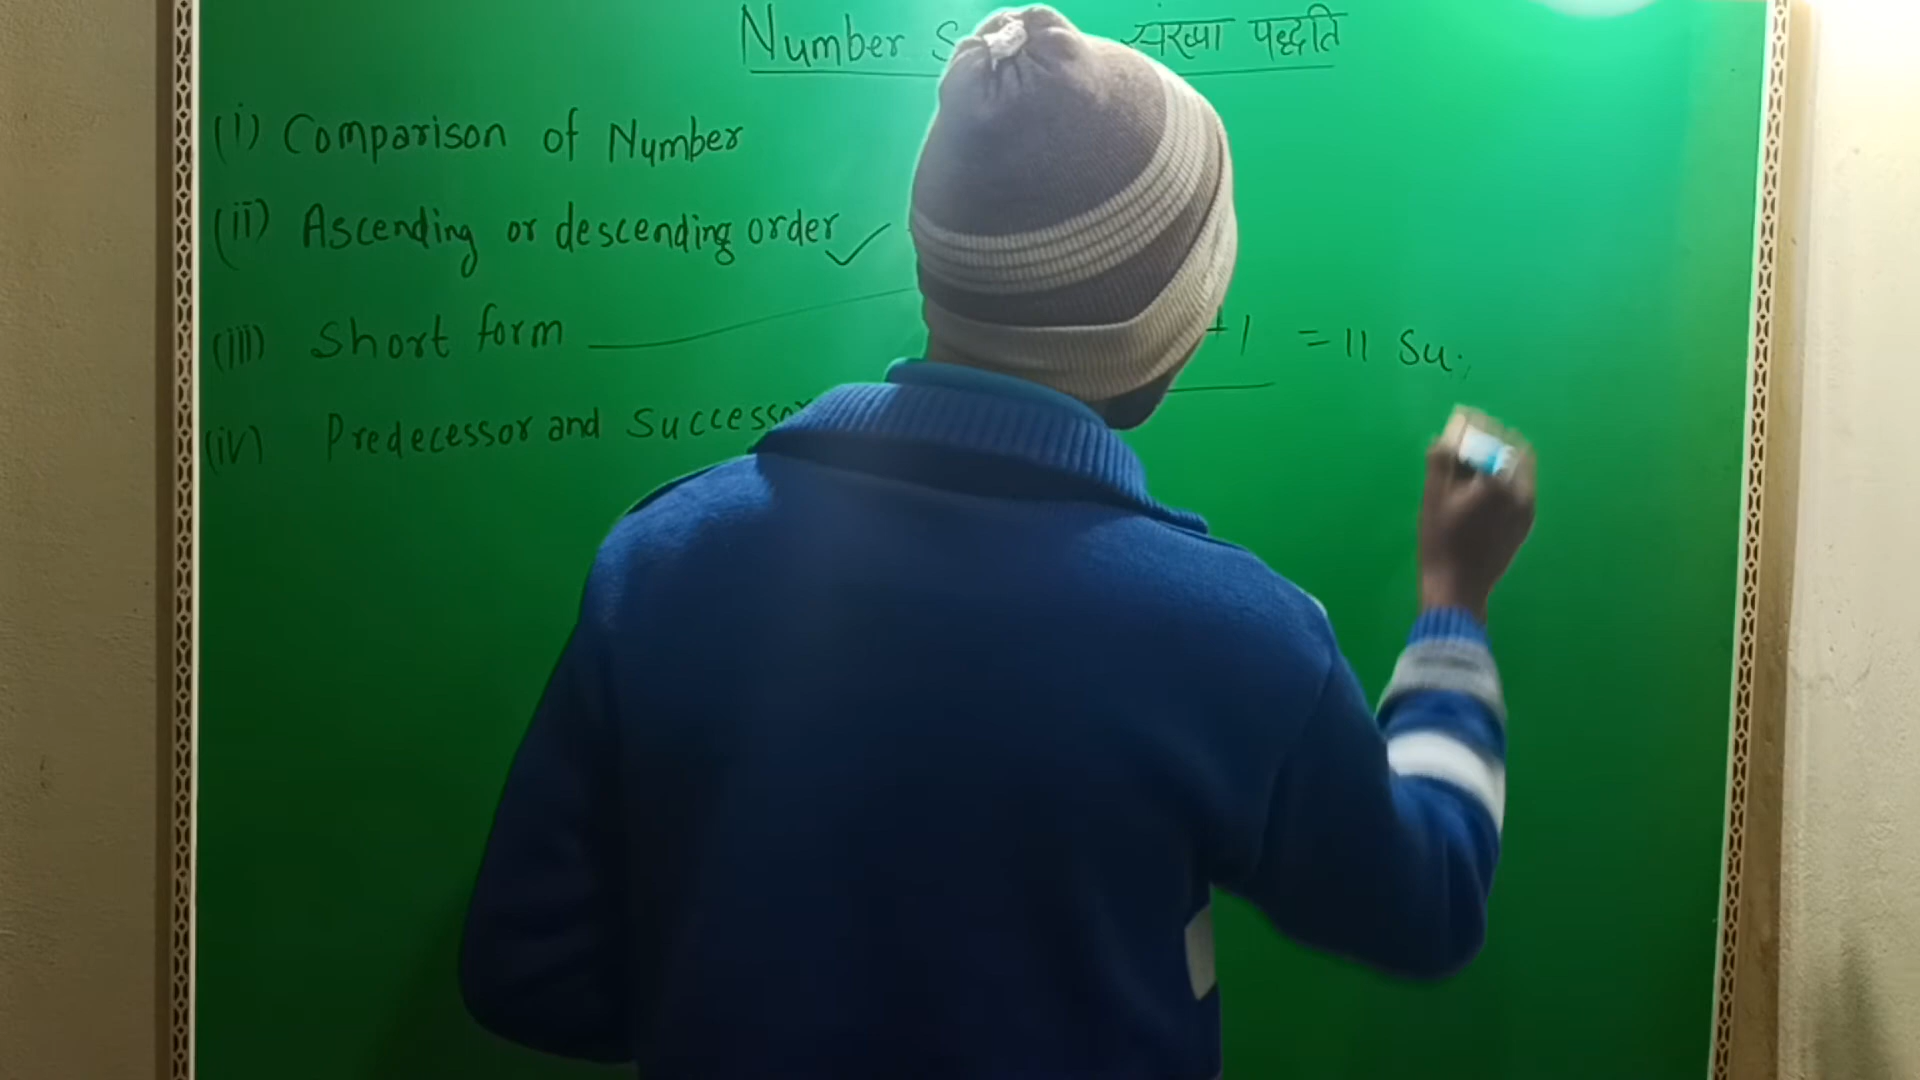 Number S संख्या पद्धति
(i) Comparison of Number
(ii) Ascending or descending order
(iii) Short form +1 = 11 Su
(iv) Predecessor and Successor